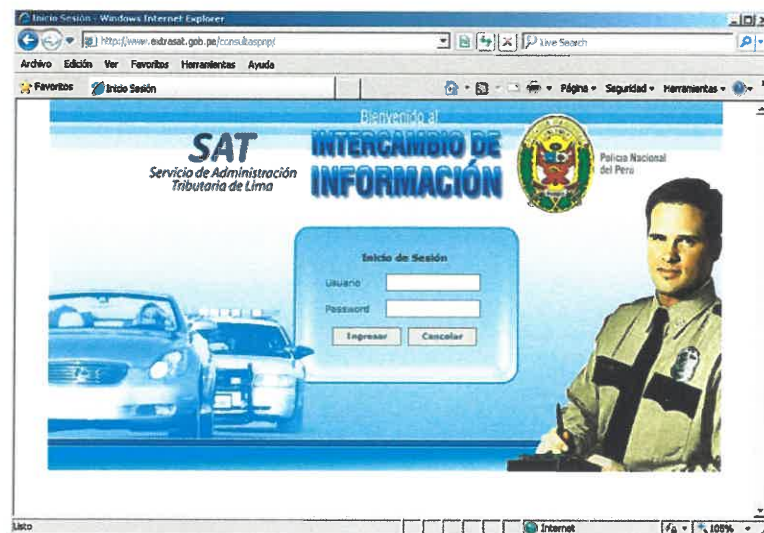 Inicio Sesión - Windows Internet Explorer
http://www.extrasat.gob.pe/consultaspnp/
Live Search
Archivo Edición Ver Favoritos Herramientas Ayuda
Favoritos Inicio Sesión Página Seguridad Herramientas
Bienvenido al
INTERCAMBIO DE
INFORMACIÓN
SAT
Servicio de Administración
Tributaria de Lima
Policia Nacional
del Perú
Inicio de Sesión
Usuario
Password
Ingresar Cancelar
Listo Internet 105%